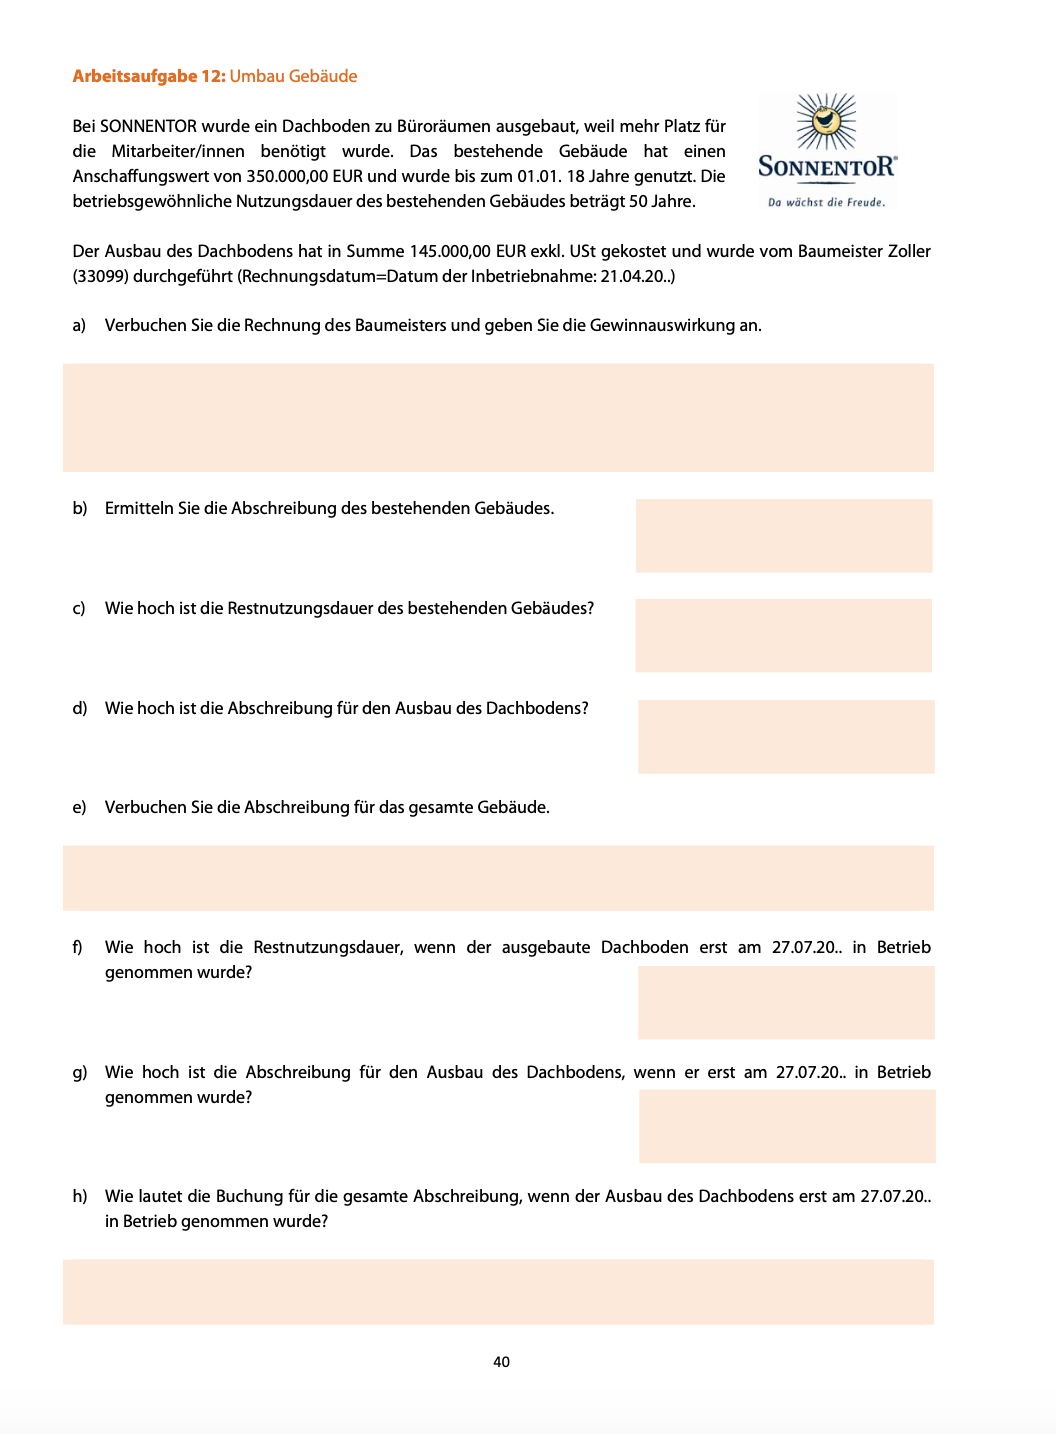 Arbeitsaufgabe 12: Umbau Gebäude
Bei SONNENTOR wurde ein Dachboden zu Büroräumen ausgebaut, weil mehr Platz für
die Mitarbeiter/innen benötigt wurde. Das bestehende Gebäude hat einen
Anschaffungswert von 350.000,00 EUR und wurde bis zum 01.01. 18 Jahre genutzt. Die
betriebsgewöhnliche Nutzungsdauer des bestehenden Gebäudes beträgt 50 Jahre.
SONNENTOR®
Da wächst die Freude.
Der Ausbau des Dachbodens hat in Summe 145.000,00 EUR exkl. USt gekostet und wurde vom Baumeister Zoller
(33099) durchgeführt (Rechnungsdatum=Datum der Inbetriebnahme: 21.04.20..)
a) Verbuchen Sie die Rechnung des Baumeisters und geben Sie die Gewinnauswirkung an.
b) Ermitteln Sie die Abschreibung des bestehenden Gebäudes.
c) Wie hoch ist die Restnutzungsdauer des bestehenden Gebäudes?
d) Wie hoch ist die Abschreibung für den Ausbau des Dachbodens?
e) Verbuchen Sie die Abschreibung für das gesamte Gebäude.
f) Wie hoch ist die Restnutzungsdauer, wenn der ausgebaute Dachboden erst am 27.07.20.. in Betrieb
genommen wurde?
g) Wie hoch ist die Abschreibung für den Ausbau des Dachbodens, wenn er erst am 27.07.20.. in Betrieb
genommen wurde?
h) Wie lautet die Buchung für die gesamte Abschreibung, wenn der Ausbau des Dachbodens erst am 27.07.20..
in Betrieb genommen wurde?
40